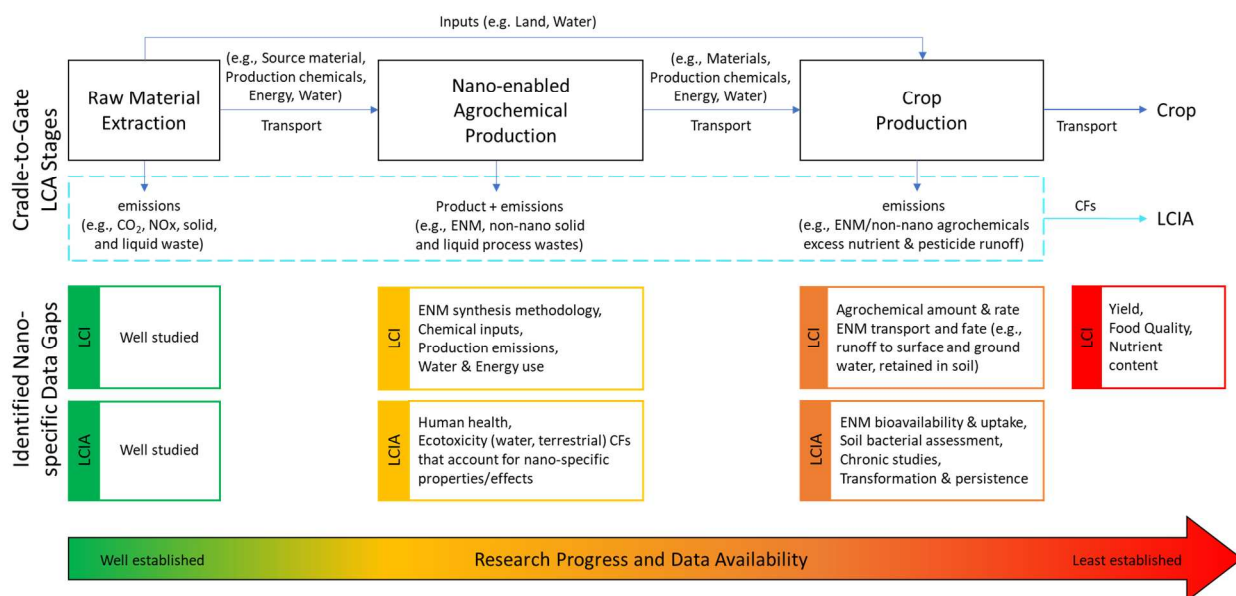 Inputs (e.g. Land, Water)
Cradle-to-Gate
LCA Stages
Raw Material
Extraction
(e.g., Source material,
Production chemicals,
Energy, Water)
Transport
Nano-enabled
Agrochemical
Production
(e.g., Materials,
Production chemicals,
Energy, Water)
Transport
Crop
Production
Transport
Crop
emissions
(e.g., CO₂, NOx, solid,
and liquid waste)
Product + emissions
(e.g., ENM, non-nano solid
and liquid process wastes)
emissions
(e.g., ENM/non-nano agrochemicals
excess nutrient & pesticide runoff)
CFs
LCIA
Identified Nano-
specific Data Gaps
LCI
Well studied
LCI
ENM synthesis methodology,
Chemical inputs,
Production emissions,
Water & Energy use
LCI
Agrochemical amount & rate
ENM transport and fate (e.g.,
runoff to surface and ground
water, retained in soil)
LCI
Yield,
Food Quality,
Nutrient
content
LCIA
Well studied
LCIA
Human health,
Ecotoxicity (water, terrestrial) CFs
that account for nano-specific
properties/effects
LCIA
ENM bioavailability & uptake,
Soil bacterial assessment,
Chronic studies,
Transformation & persistence
Well established
Research Progress and Data Availability
Least established